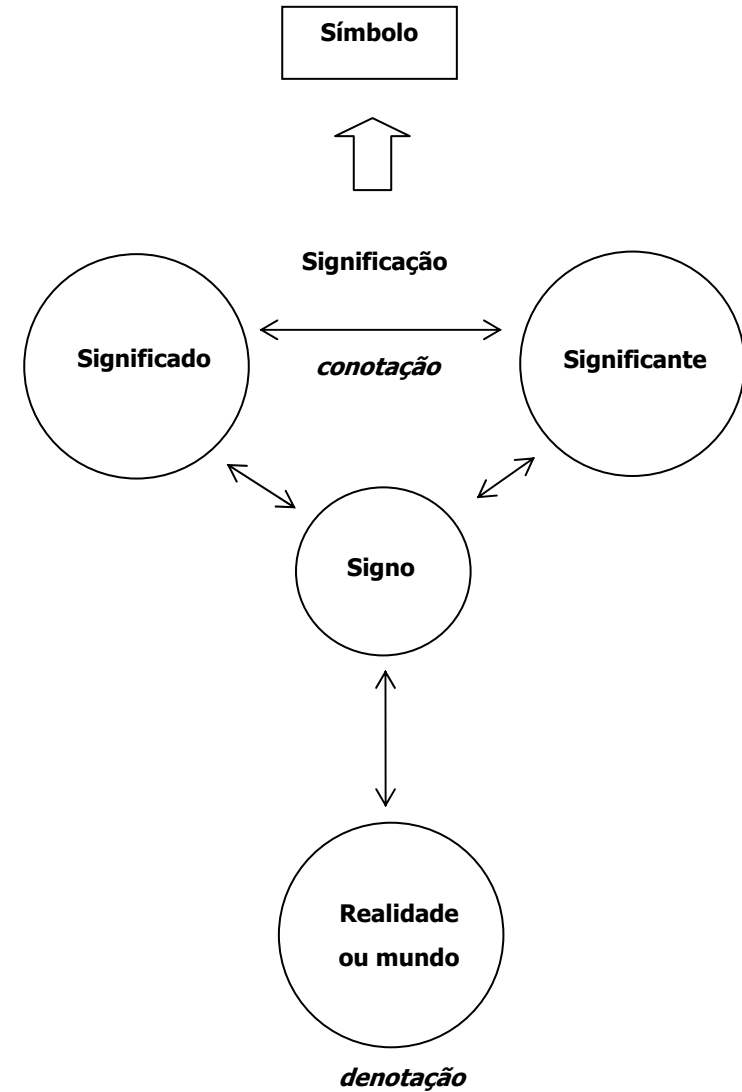 Símbolo
Significação
Significado
conotação
Significante
Signo
Realidade
ou mundo
denotação